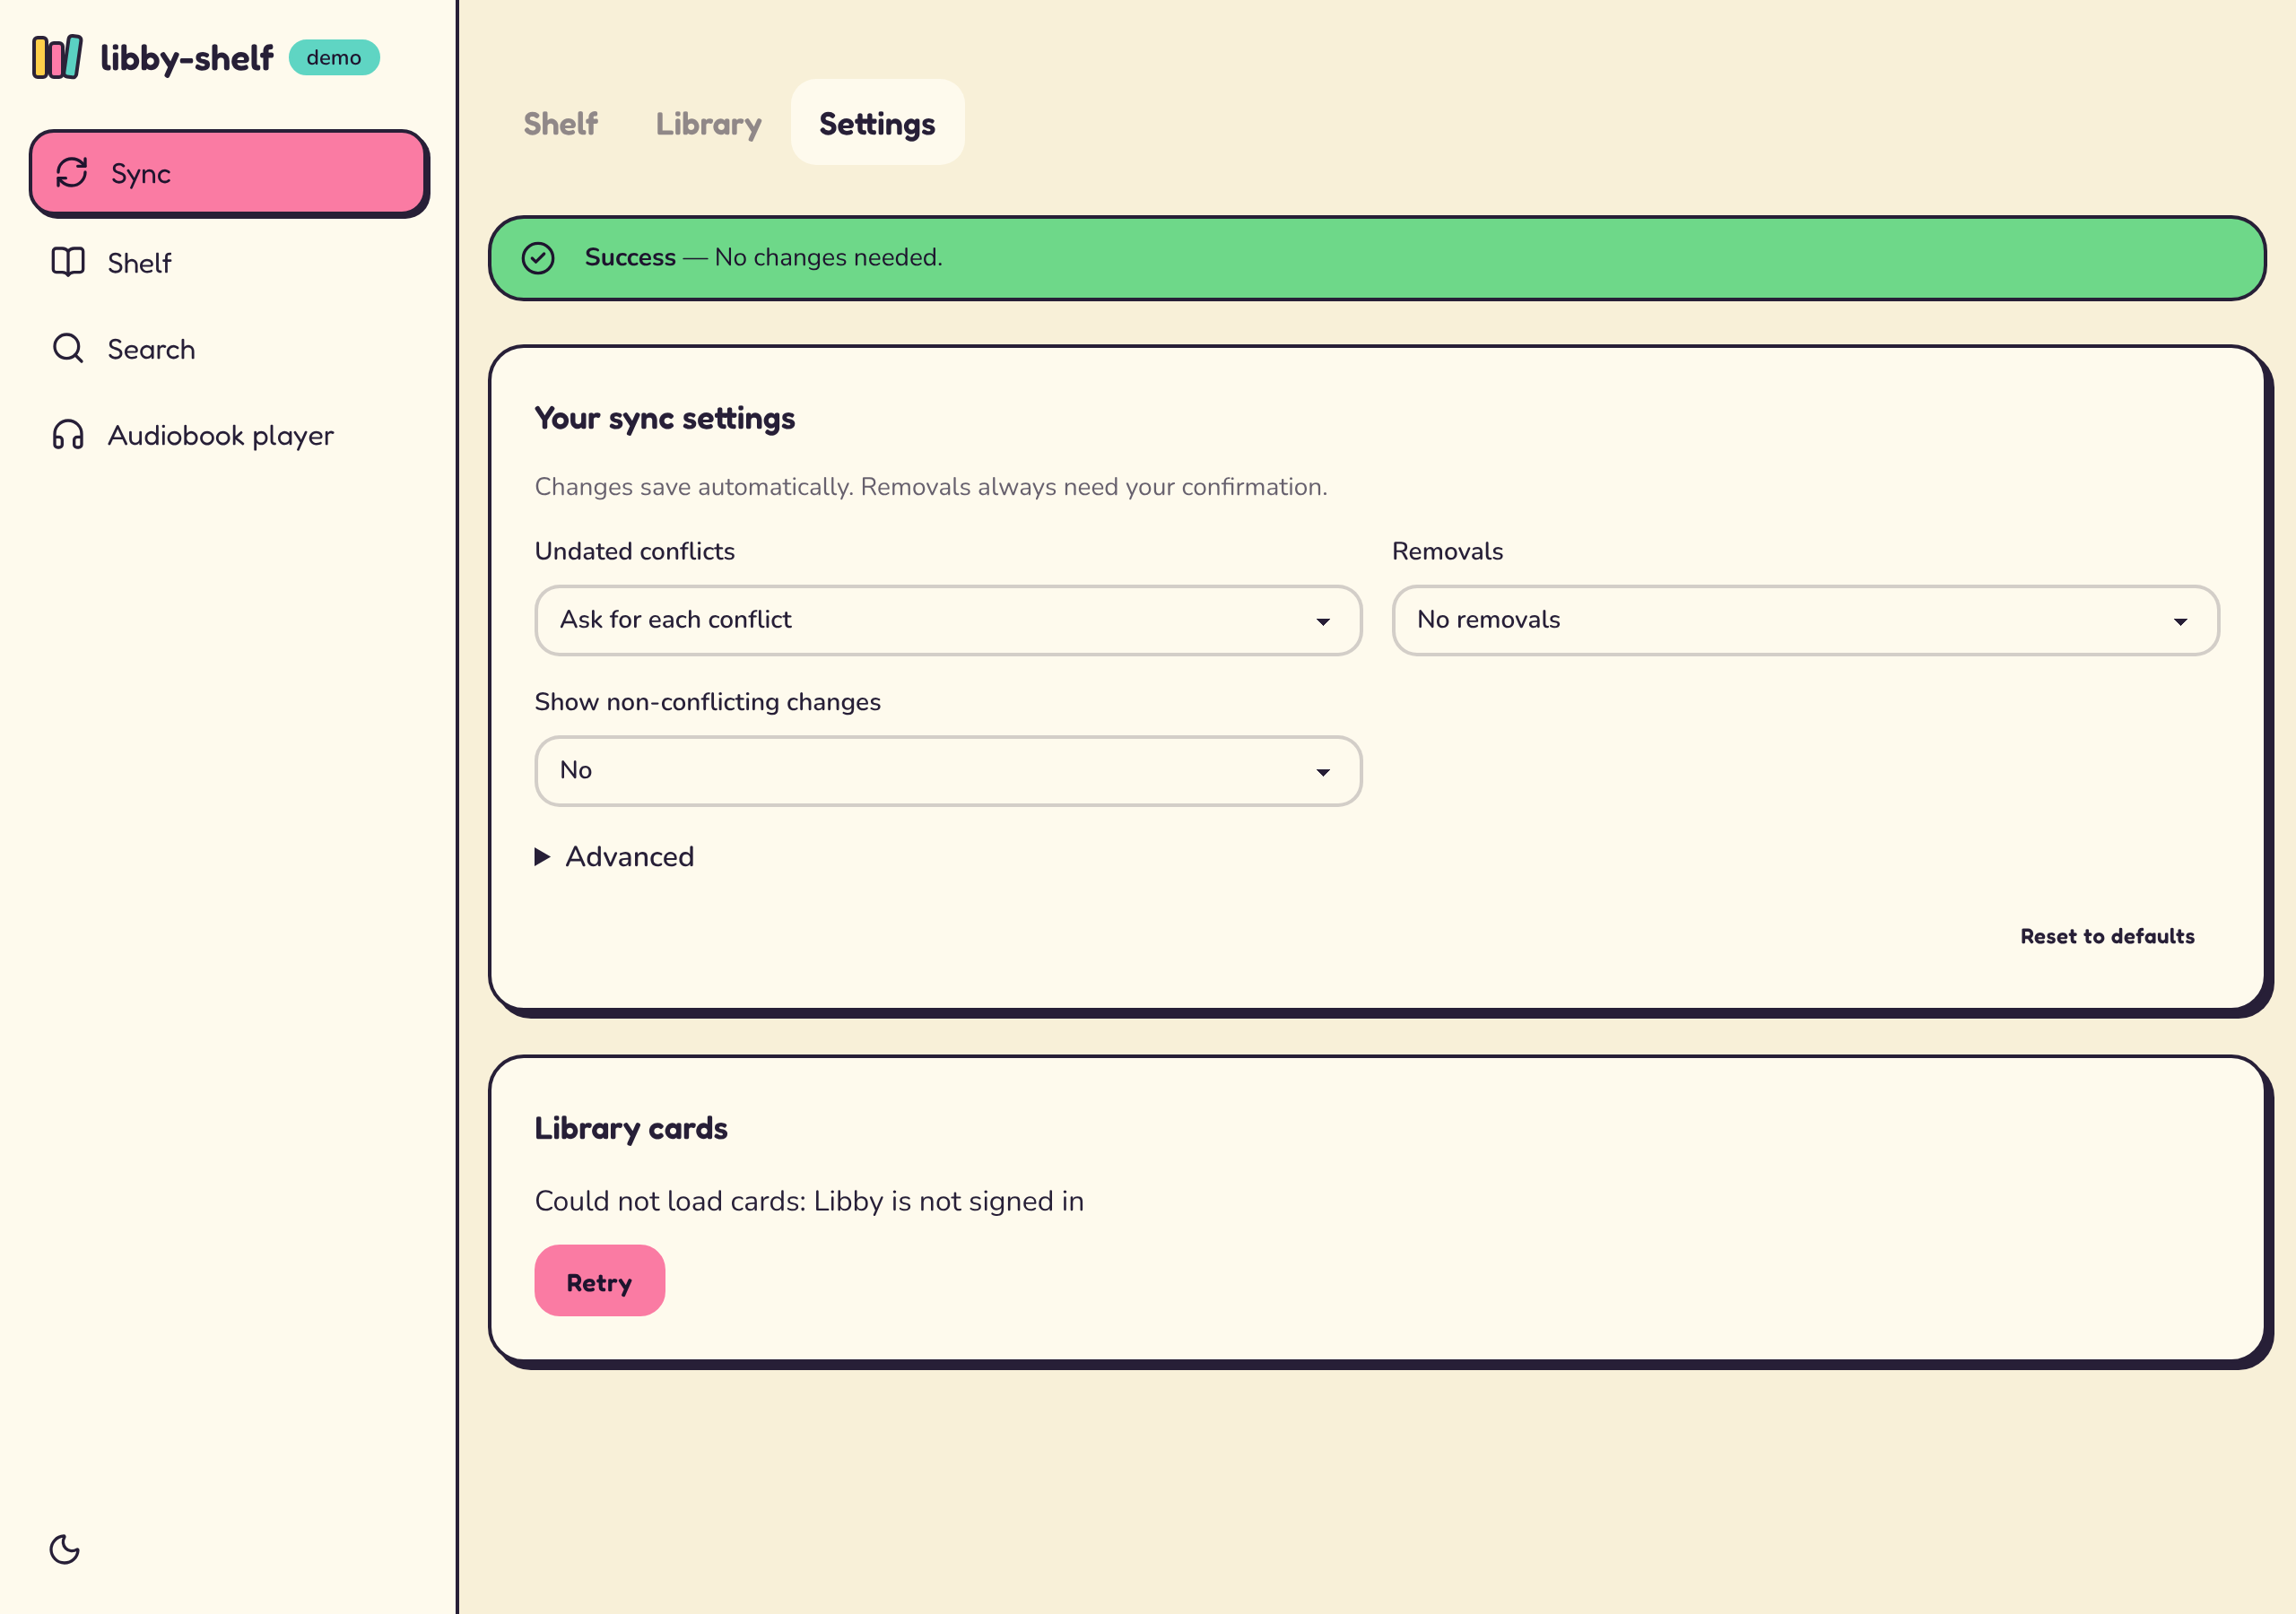 libby-shelf
demo
Sync
Shelf
Search
Audiobook player
Shelf
Library
Settings
Success — No changes needed.
Your sync settings
Changes save automatically. Removals always need your confirmation.
Undated conflicts
Removals
Ask for each conflict
No removals
Show non-conflicting changes
No
Advanced
Reset to defaults
Library cards
Could not load cards: Libby is not signed in
Retry